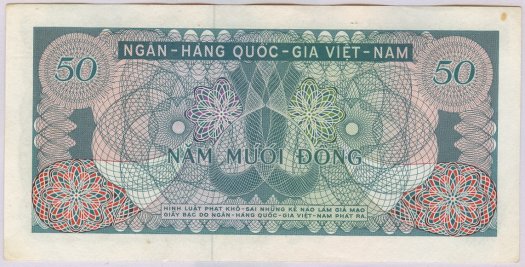 NGÂN-HÀNG QUỐC-GIA VIỆT-NAM
50 50
NĂM MƯƠI ĐỒNG
HÌNH LUẬT PHẠT KHỔ-SAI NHỮNG KẺ NÀO LÀM GIẢ MẠO
GIẤY BẠC DO NGÂN-HÀNG QUỐC-GIA VIỆT-NAM PHÁT RA.